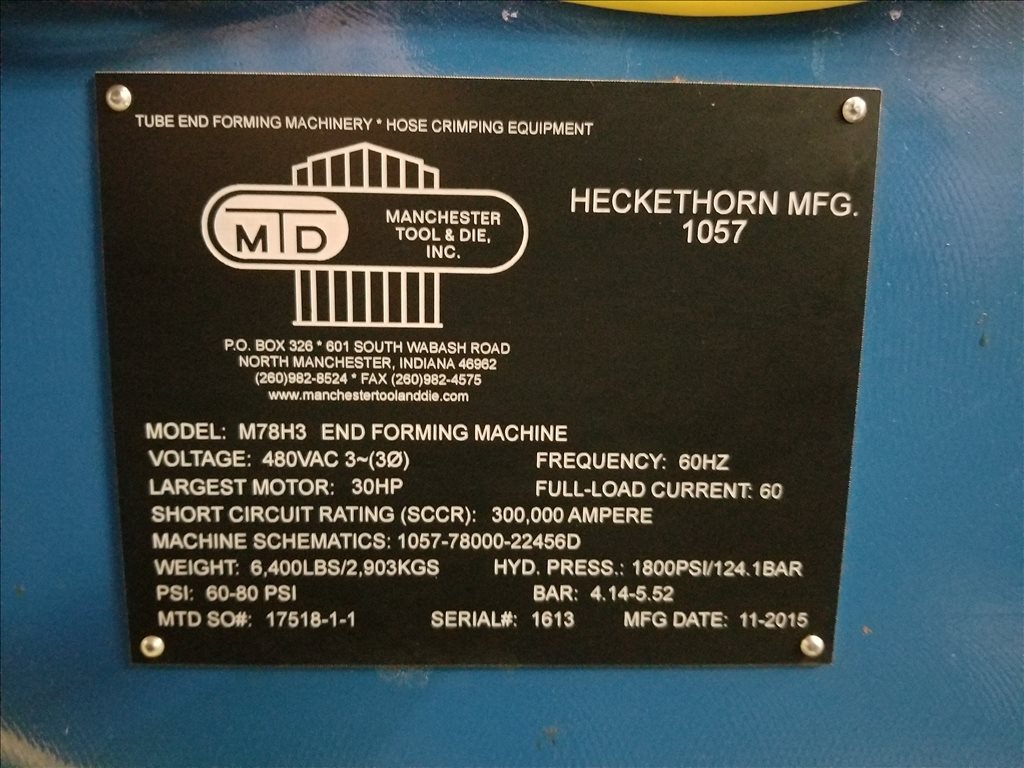 TUBE END FORMING MACHINERY * HOSE CRIMPING EQUIPMENT
MTD
MANCHESTER
TOOL & DIE,
INC.
HECKETHORN MFG.
1057
P.O. BOX 326 * 601 SOUTH WABASH ROAD
NORTH MANCHESTER, INDIANA 46962
(260)982-8524 * FAX (260)982-4575
www.manchestertoolanddie.com
MODEL: M78H3 END FORMING MACHINE
VOLTAGE: 480VAC 3~(3Ø) FREQUENCY: 60HZ
LARGEST MOTOR: 30HP FULL-LOAD CURRENT: 60
SHORT CIRCUIT RATING (SCCR): 300,000 AMPERE
MACHINE SCHEMATICS: 1057-78000-22456D
WEIGHT: 6,400LBS/2,903KGS HYD. PRESS.: 1800PSI/124.1BAR
PSI: 60-80 PSI BAR: 4.14-5.52
MTD SO#: 17518-1-1 SERIAL#: 1613 MFG DATE: 11-2015